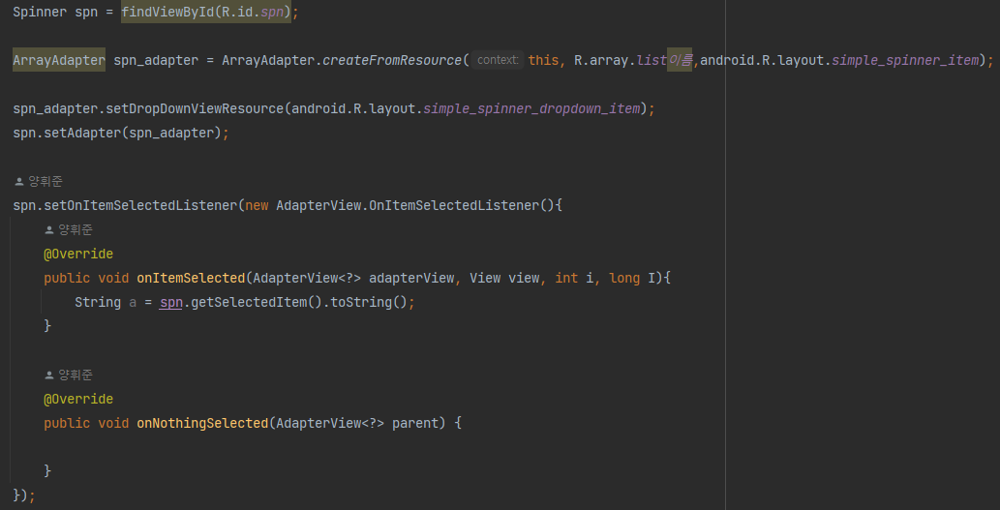 Spinner spn = findViewById(R.id.spn);
ArrayAdapter spn_adapter = ArrayAdapter.createFromResource( context: this, R.array.list이름,android.R.layout.simple_spinner_item);
spn_adapter.setDropDownViewResource(android.R.layout.simple_spinner_dropdown_item);
spn.setAdapter(spn_adapter);
양휘준
spn.setOnItemSelectedListener(new AdapterView.OnItemSelectedListener(){
양휘준
@Override
public void onItemSelected(AdapterView<?> adapterView, View view, int i, long I){
String a = spn.getSelectedItem().toString();
}
양휘준
@Override
public void onNothingSelected(AdapterView<?> parent) {
}
});